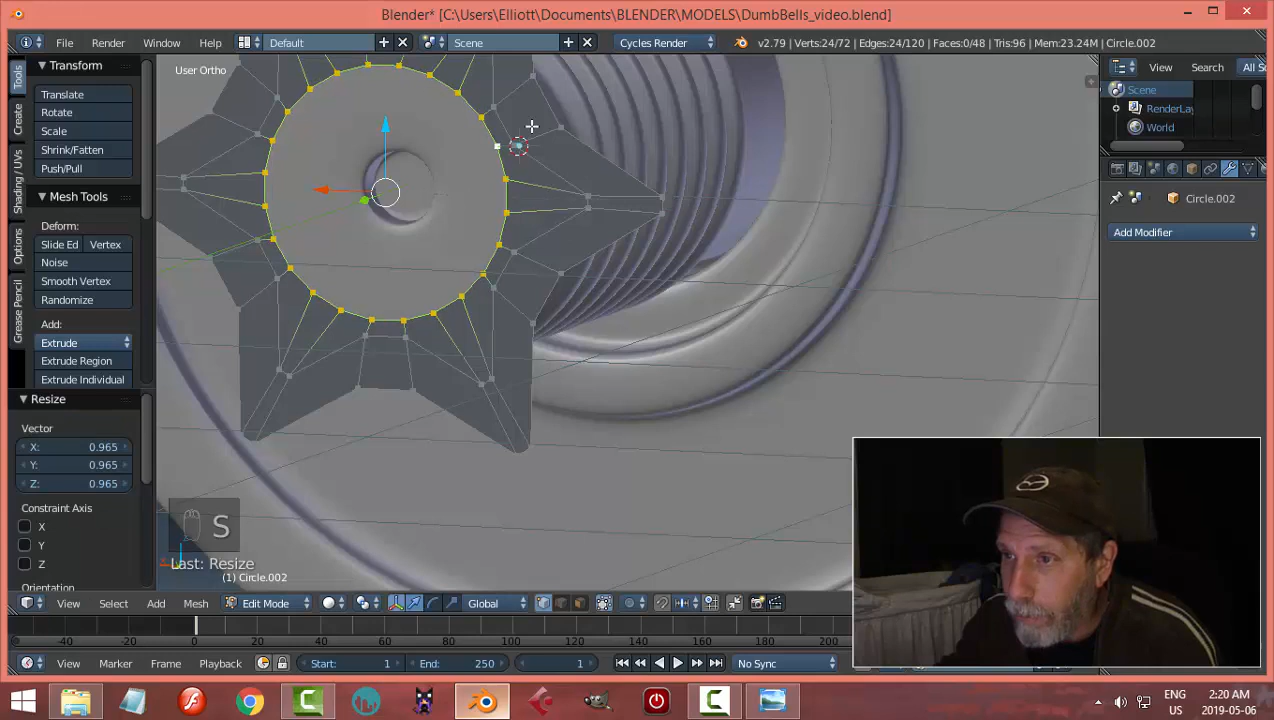 Blender* [C:\Users\Elliott\Documents\BLENDER\MODELS\DumbBells_video.blend]
File Render Window Help Default Scene Cycles Render v2.79 | Verts:24/72 | Edges:24/120 | Faces:0/48 | Tris:96 | Mem:23.24M | Circle.002
Tools
Create
Shading / UVs
Options
Grease Pencil
Transform
Translate
Rotate
Scale
Shrink/Fatten
Push/Pull
Mesh Tools
Deform:
Slide Ed Vertex
Noise
Smooth Vertex
Randomize
Add:
Extrude
Extrude Region
Extrude Individual
Resize
Vector
X: 0.965
Y: 0.965
Z: 0.965
Constraint Axis
X
Y
Z
Orientation
User Ortho
S
Last: Resize
(1) Circle.002
View Search All S
Scene
RenderLay
World
Circle.002
Add Modifier
View Select Add Mesh Edit Mode Global
-40 -20 0 20 40 60 80 100 120 140 160 180 200
View Marker Frame Playback Start: 1 End: 250 1 No Sync
ENG
US
2:20 AM
2019-05-06